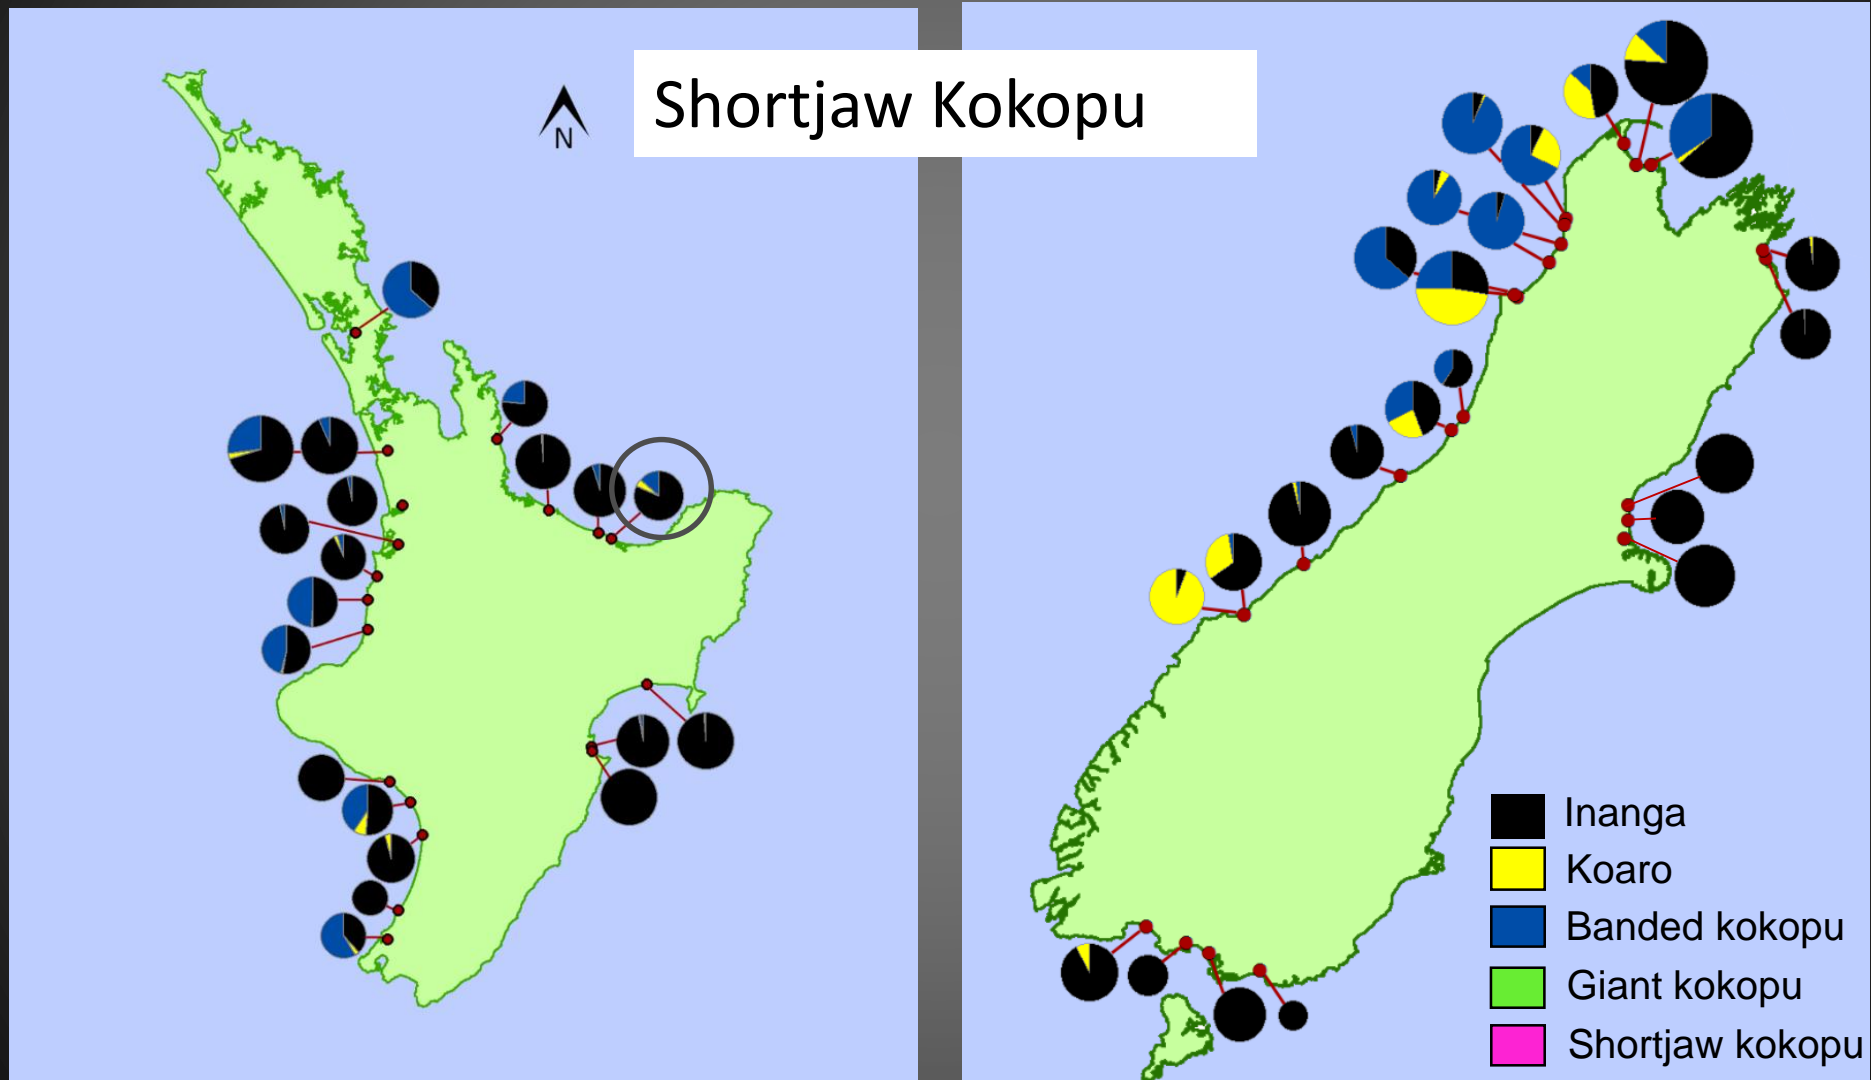 Shortjaw Kokopu
N
Inanga
Koaro
Banded kokopu
Giant kokopu
Shortjaw kokopu